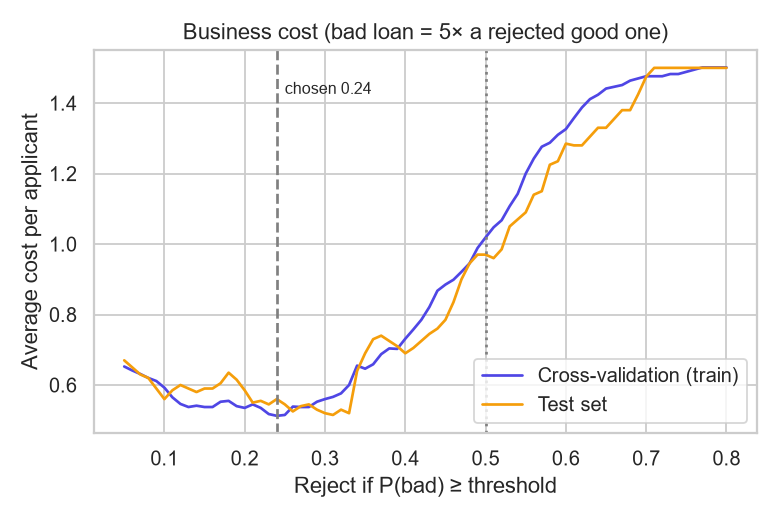 Business cost (bad loan = 5× a rejected good one)
chosen 0.24
Average cost per applicant
1.4
1.2
1.0
0.8
0.6
Cross-validation (train)
Test set
0.1 0.2 0.3 0.4 0.5 0.6 0.7 0.8
Reject if P(bad) ≥ threshold